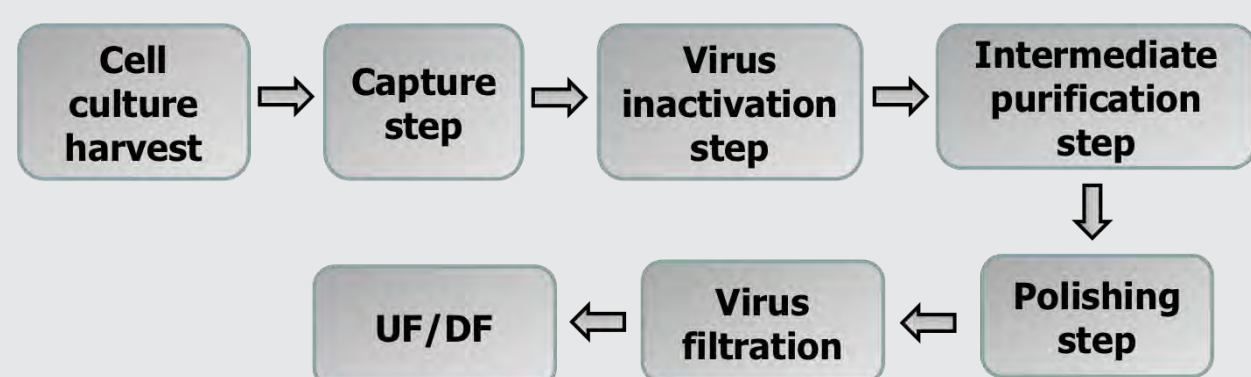 Cell
culture
harvest
Capture
step
Virus
inactivation
step
Intermediate
purification
step
Polishing
step
Virus
filtration
UF/DF